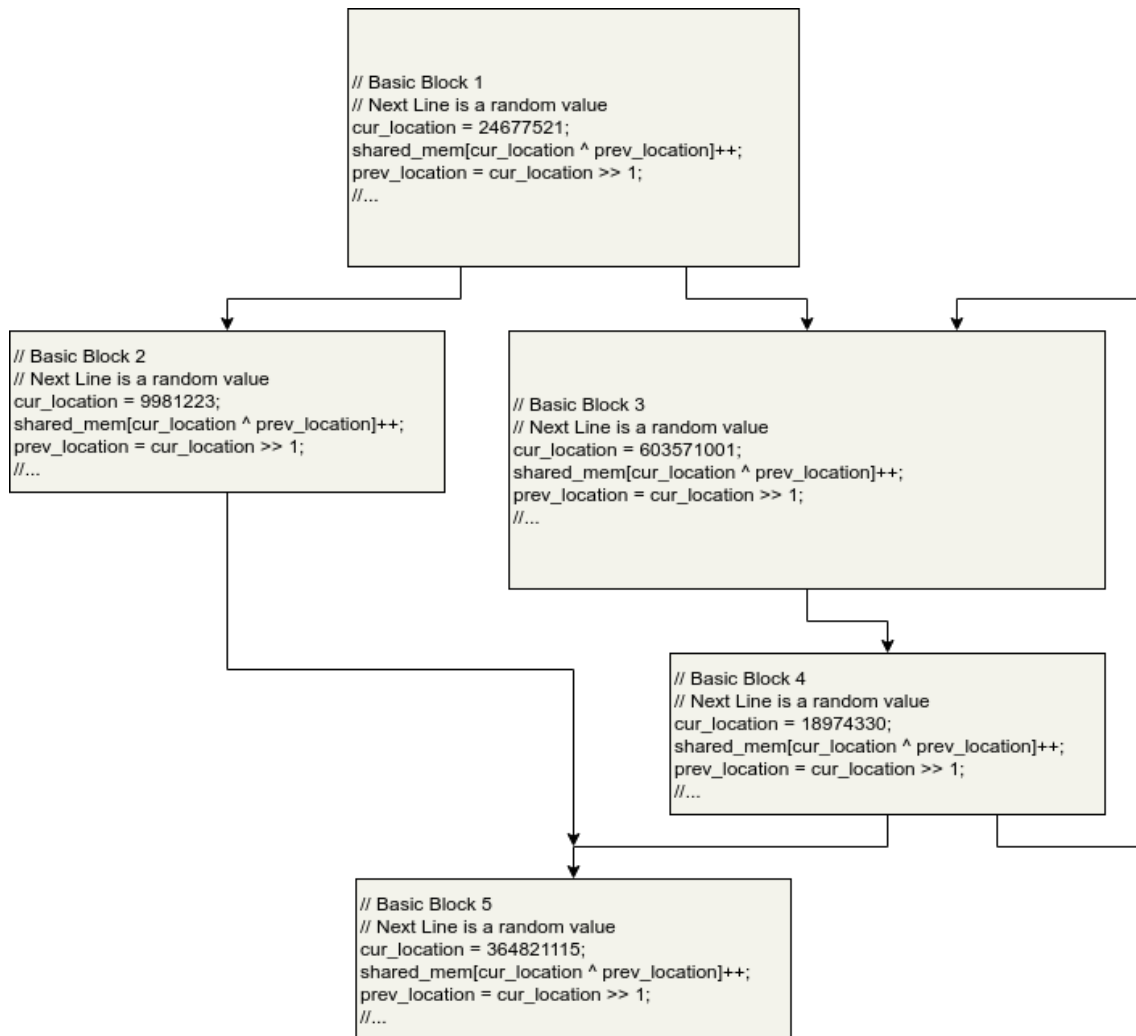 // Basic Block 1
// Next Line is a random value
cur_location = 24677521;
shared_mem[cur_location ^ prev_location]++;
prev_location = cur_location >> 1;
//...
// Basic Block 2
// Next Line is a random value
cur_location = 9981223;
shared_mem[cur_location ^ prev_location]++;
prev_location = cur_location >> 1;
//...
// Basic Block 3
// Next Line is a random value
cur_location = 603571001;
shared_mem[cur_location ^ prev_location]++;
prev_location = cur_location >> 1;
//...
// Basic Block 4
// Next Line is a random value
cur_location = 18974330;
shared_mem[cur_location ^ prev_location]++;
prev_location = cur_location >> 1;
//...
// Basic Block 5
// Next Line is a random value
cur_location = 364821115;
shared_mem[cur_location ^ prev_location]++;
prev_location = cur_location >> 1;
//...